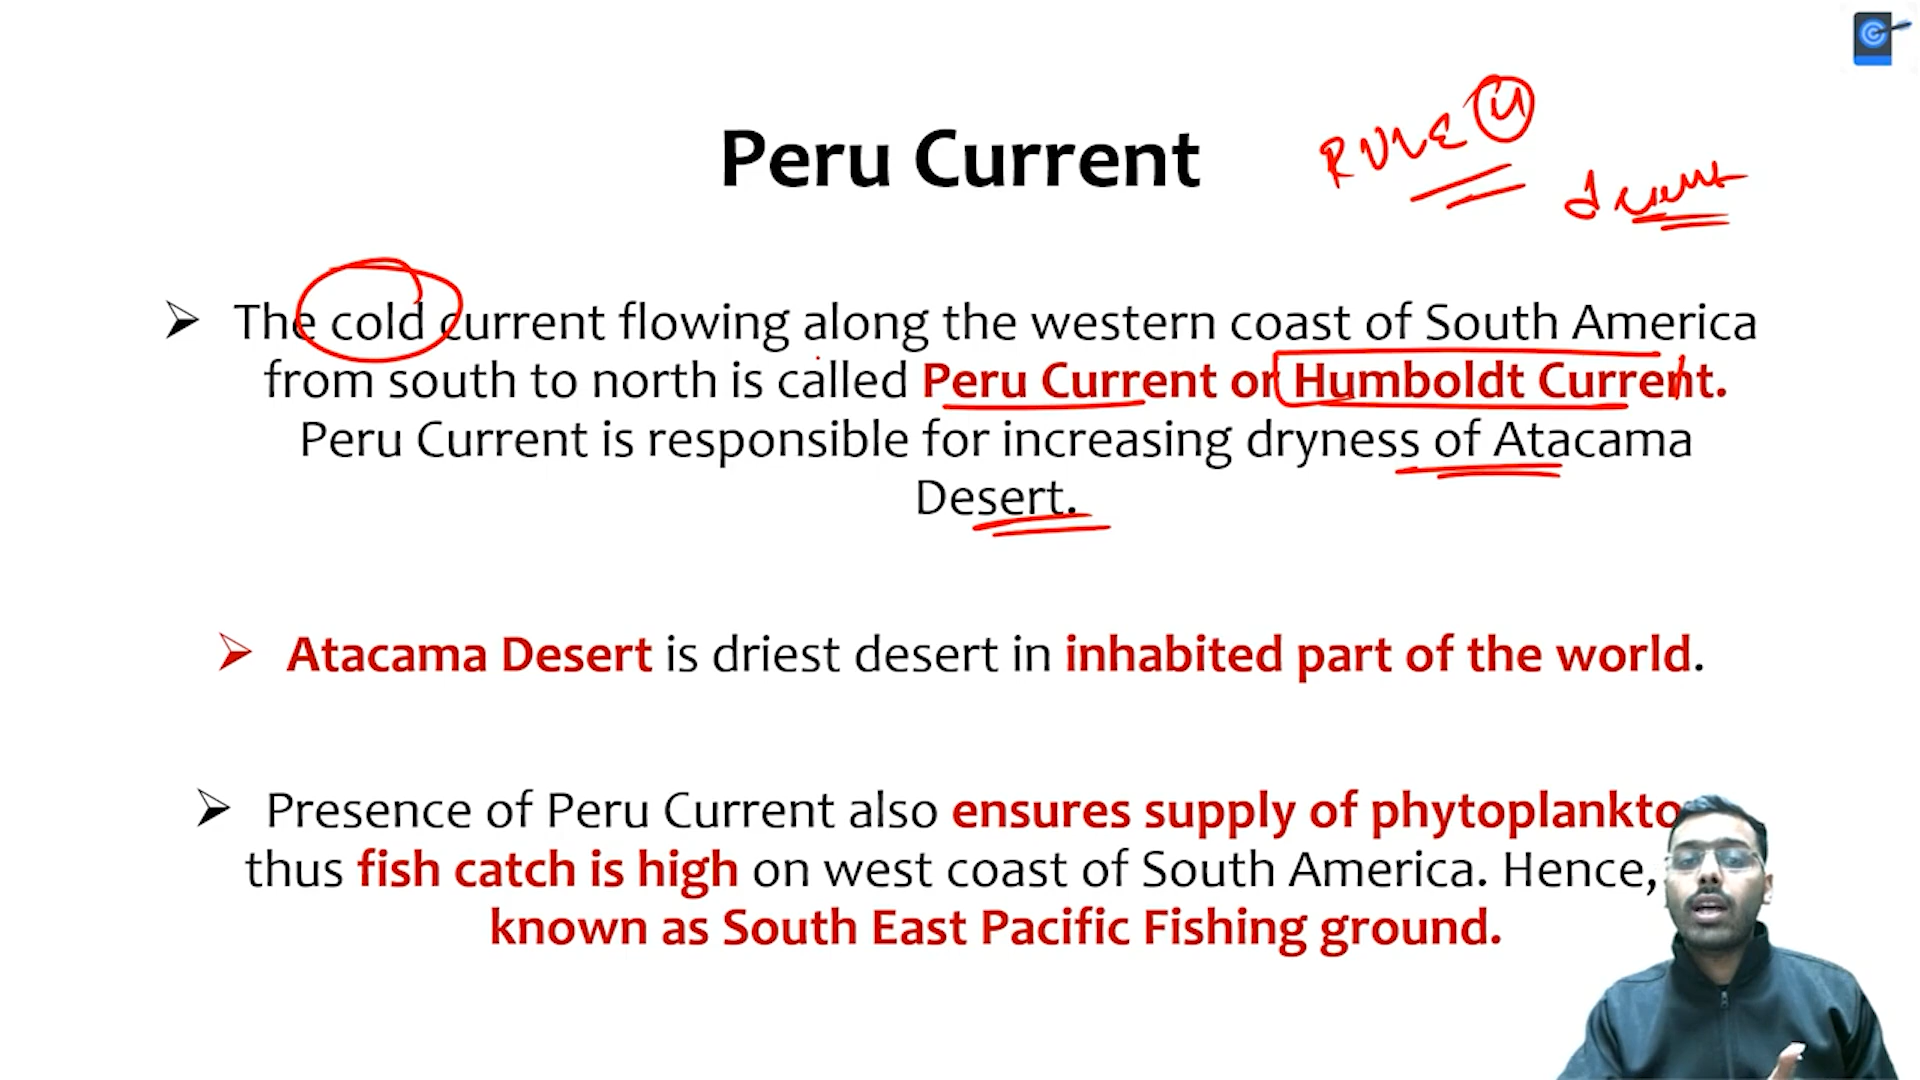 Peru Current
RULE
➢ The cold current flowing along the western coast of South America
from south to north is called Peru Current or Humboldt Current.
Peru Current is responsible for increasing dryness of Atacama
Desert.
➢ Atacama Desert is driest desert in inhabited part of the world.
➢ Presence of Peru Current also ensures supply of phytoplankto
thus fish catch is high on west coast of South America. Hence,
known as South East Pacific Fishing ground.